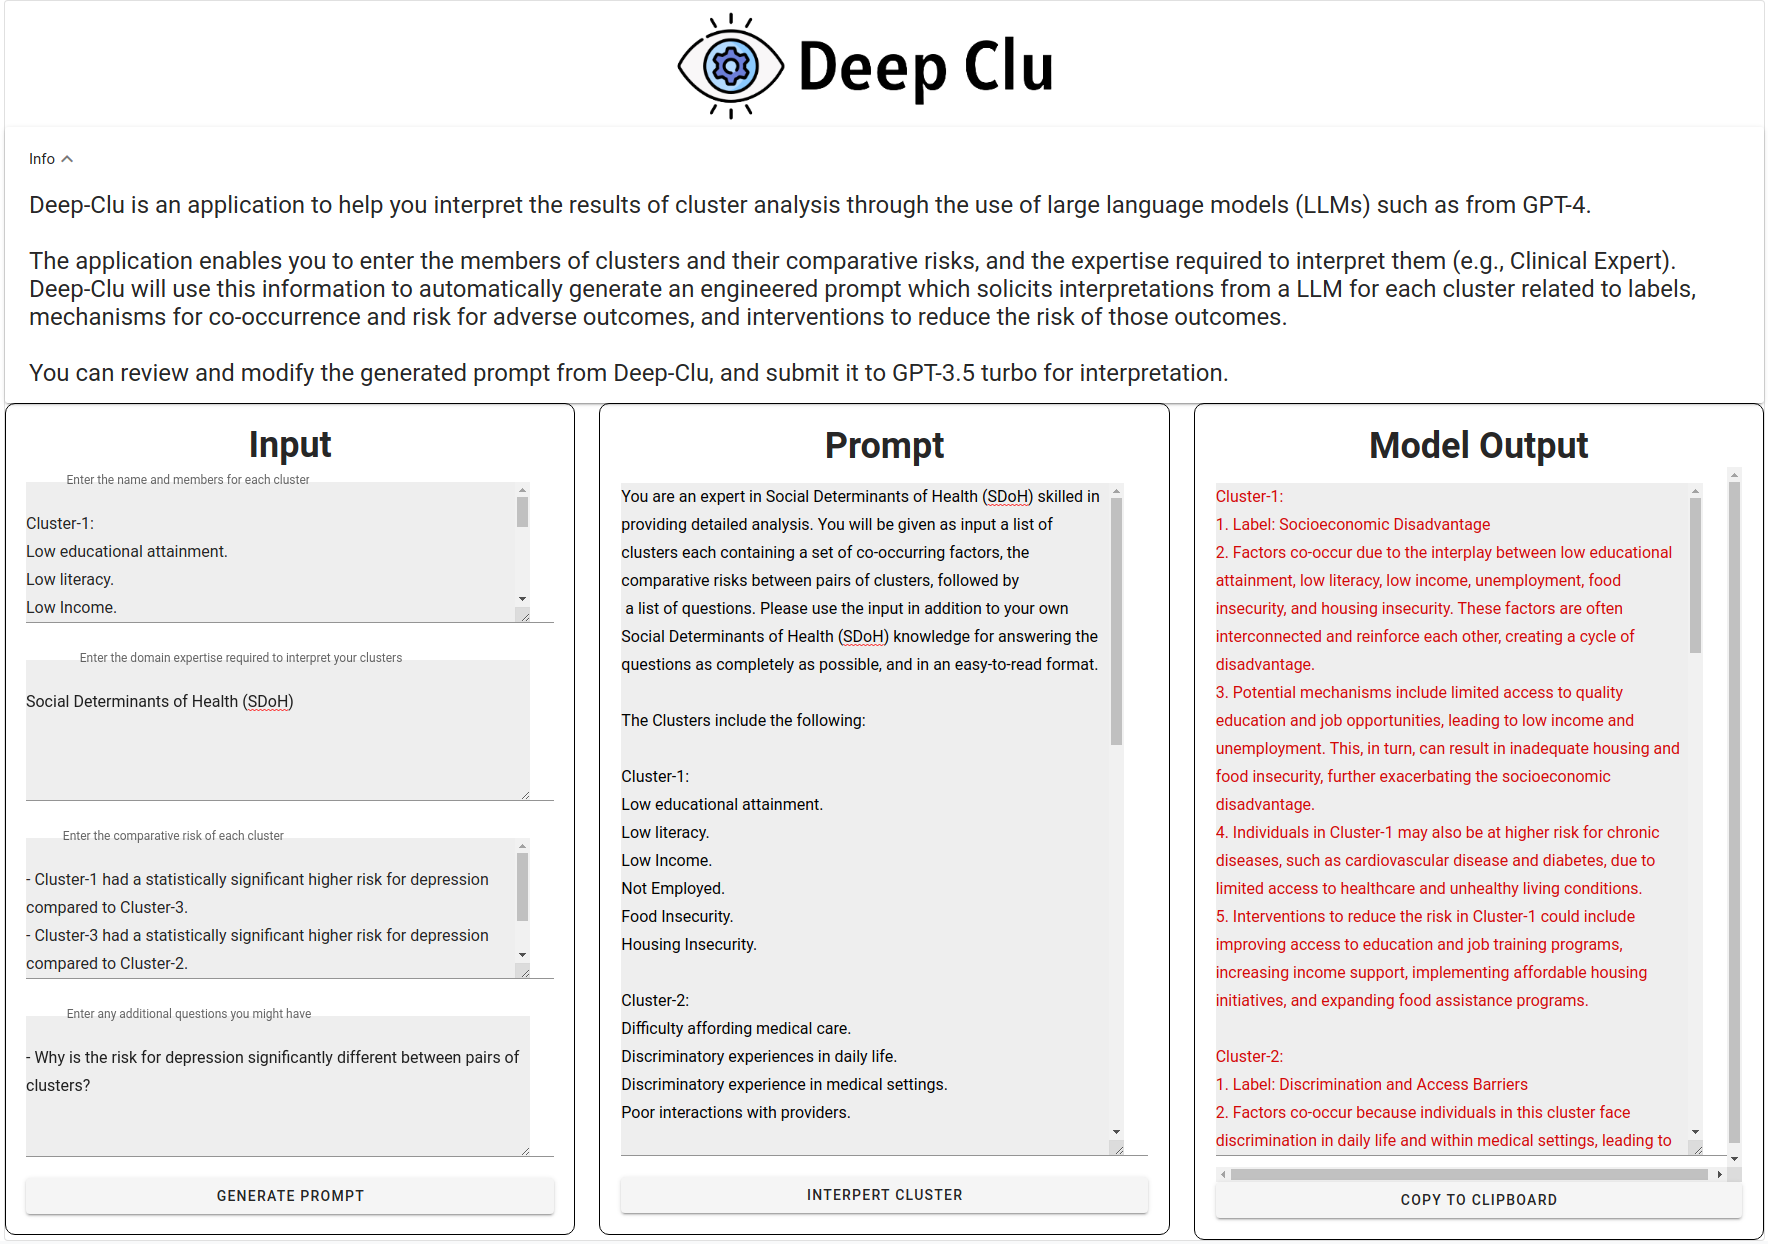 Deep Clu
Info
Deep-Clu is an application to help you interpret the results of cluster analysis through the use of large language models (LLMs) such as from GPT-4.
The application enables you to enter the members of clusters and their comparative risks, and the expertise required to interpret them (e.g., Clinical Expert).
Deep-Clu will use this information to automatically generate an engineered prompt which solicits interpretations from a LLM for each cluster related to labels,
mechanisms for co-occurrence and risk for adverse outcomes, and interventions to reduce the risk of those outcomes.
You can review and modify the generated prompt from Deep-Clu, and submit it to GPT-3.5 turbo for interpretation.
Input
Enter the name and members for each cluster
Cluster-1:
Low educational attainment.
Low literacy.
Low Income.
Enter the domain expertise required to interpret your clusters
Social Determinants of Health (SDoH)
Enter the comparative risk of each cluster
- Cluster-1 had a statistically significant higher risk for depression
compared to Cluster-3.
- Cluster-3 had a statistically significant higher risk for depression
compared to Cluster-2.
Enter any additional questions you might have
- Why is the risk for depression significantly different between pairs of
clusters?
GENERATE PROMPT
Prompt
You are an expert in Social Determinants of Health (SDoH) skilled in
providing detailed analysis. You will be given as input a list of
clusters each containing a set of co-occurring factors, the
comparative risks between pairs of clusters, followed by
a list of questions. Please use the input in addition to your own
Social Determinants of Health (SDoH) knowledge for answering the
questions as completely as possible, and in an easy-to-read format.
The Clusters include the following:
Cluster-1:
Low educational attainment.
Low literacy.
Low Income.
Not Employed.
Food Insecurity.
Housing Insecurity.
Cluster-2:
Difficulty affording medical care.
Discriminatory experiences in daily life.
Discriminatory experience in medical settings.
Poor interactions with providers.
INTERPERT CLUSTER
Model Output
Cluster-1:
1. Label: Socioeconomic Disadvantage
2. Factors co-occur due to the interplay between low educational
attainment, low literacy, low income, unemployment, food
insecurity, and housing insecurity. These factors are often
interconnected and reinforce each other, creating a cycle of
disadvantage.
3. Potential mechanisms include limited access to quality
education and job opportunities, leading to low income and
unemployment. This, in turn, can result in inadequate housing and
food insecurity, further exacerbating the socioeconomic
disadvantage.
4. Individuals in Cluster-1 may also be at higher risk for chronic
diseases, such as cardiovascular disease and diabetes, due to
limited access to healthcare and unhealthy living conditions.
5. Interventions to reduce the risk in Cluster-1 could include
improving access to education and job training programs,
increasing income support, implementing affordable housing
initiatives, and expanding food assistance programs.
Cluster-2:
1. Label: Discrimination and Access Barriers
2. Factors co-occur because individuals in this cluster face
discrimination in daily life and within medical settings, leading to
COPY TO CLIPBOARD